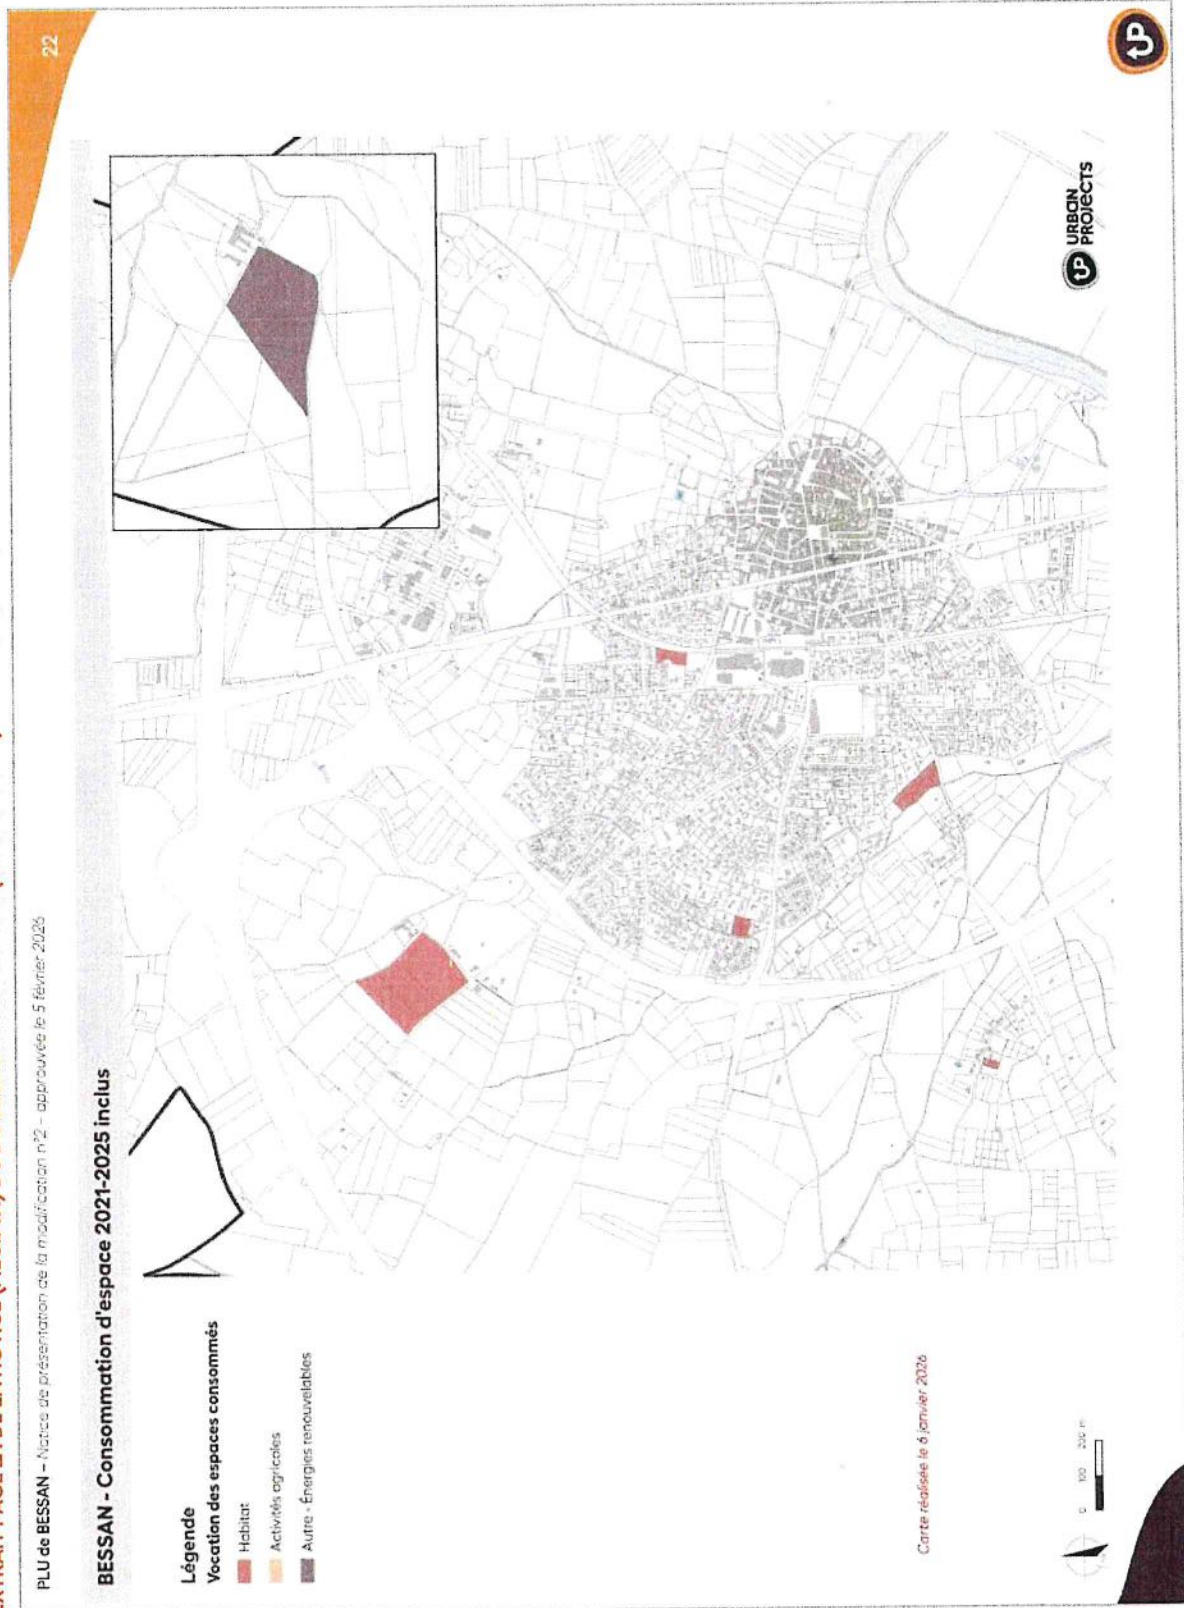 PLU de BESSAN – Notice de présentation de la modification n°2 – approuvée le 5 février 2026
22
BESSAN - Consommation d'espace 2021-2025 inclus
Légende
Vocation des espaces consommés
Habitat
Activités agricoles
Autre - Énergies renouvelables
Carte réalisée le 6 janvier 2026
0 100 200 m
UP URBAN
PROJECTS
UP